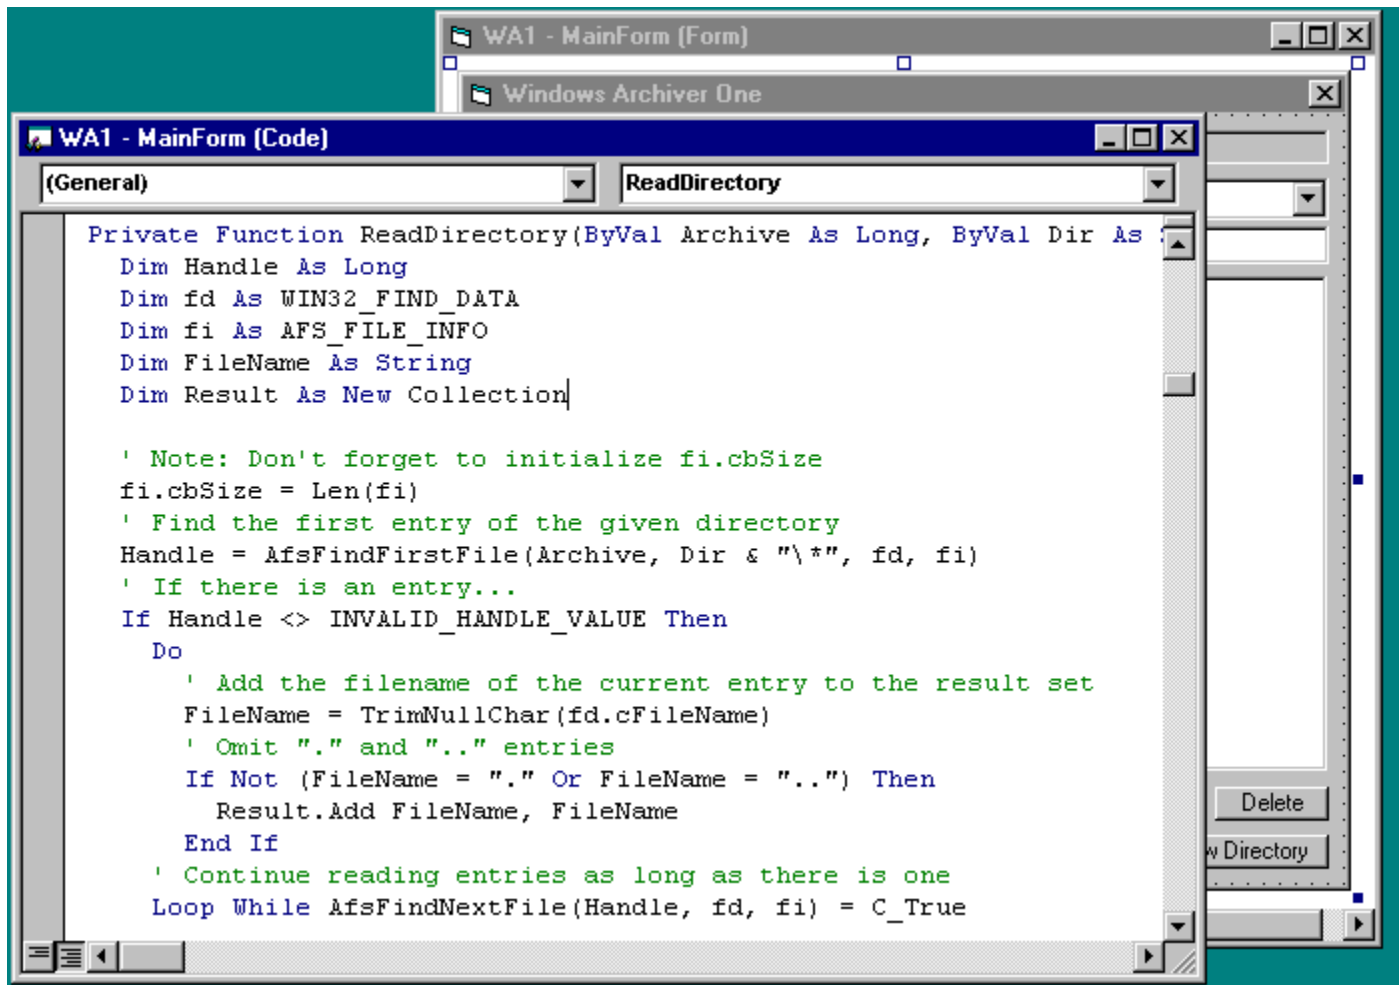 WA1 - MainForm (Form)
Windows Archiver One
WA1 - MainForm (Code)
(General)
ReadDirectory
Private Function ReadDirectory(ByVal Archive As Long, ByVal Dir As
Dim Handle As Long
Dim fd As WIN32_FIND_DATA
Dim fi As AFS_FILE_INFO
Dim FileName As String
Dim Result As New Collection
' Note: Don't forget to initialize fi.cbSize
fi.cbSize = Len(fi)
' Find the first entry of the given directory
Handle = AfsFindFirstFile(Archive, Dir & "\*", fd, fi)
' If there is an entry...
If Handle <> INVALID_HANDLE_VALUE Then
Do
' Add the filename of the current entry to the result set
FileName = TrimNullChar(fd.cFileName)
' Omit "." and ".." entries
If Not (FileName = "." Or FileName = "..") Then
Result.Add FileName, FileName
End If
' Continue reading entries as long as there is one
Loop While AfsFindNextFile(Handle, fd, fi) = C_True
Delete
w Directory